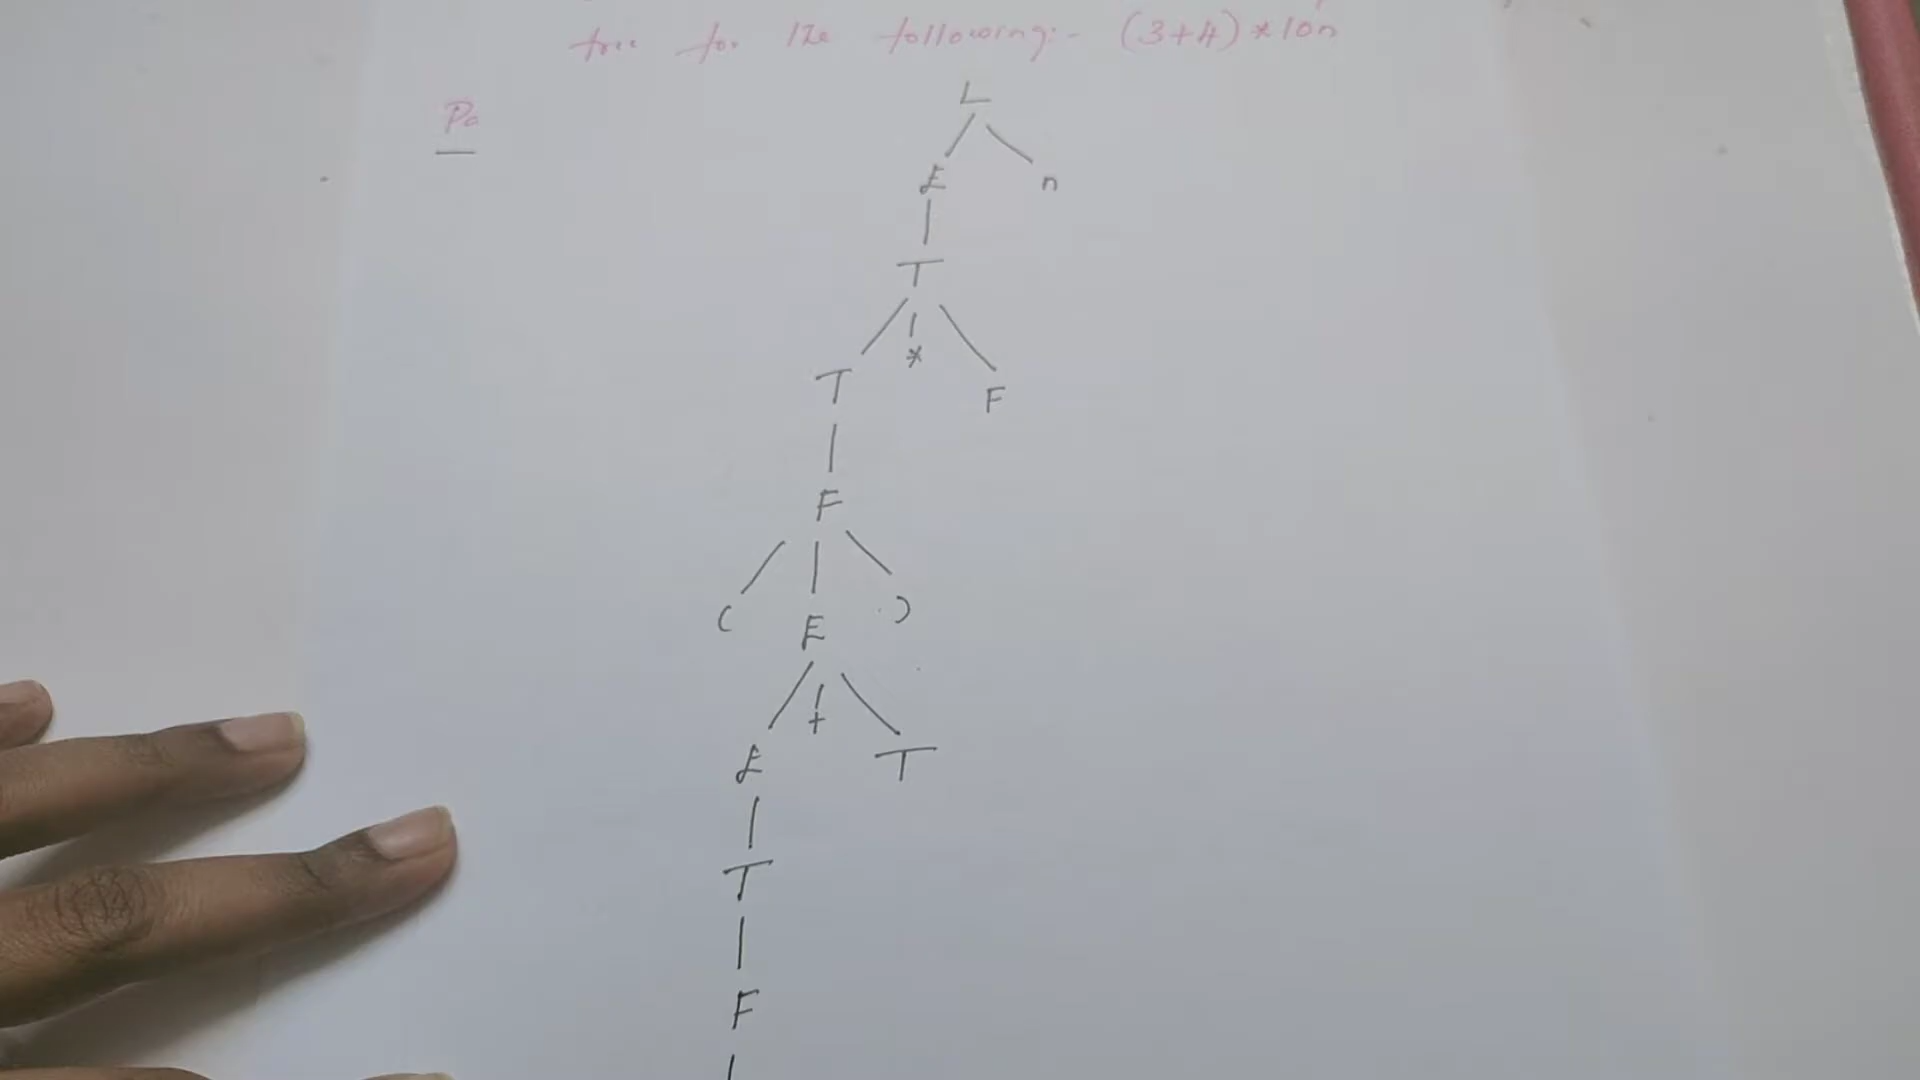 tree for the following:- (3+4)*10n
Pa
L
E n
T
T * F
F
( E )
E + T
T
F